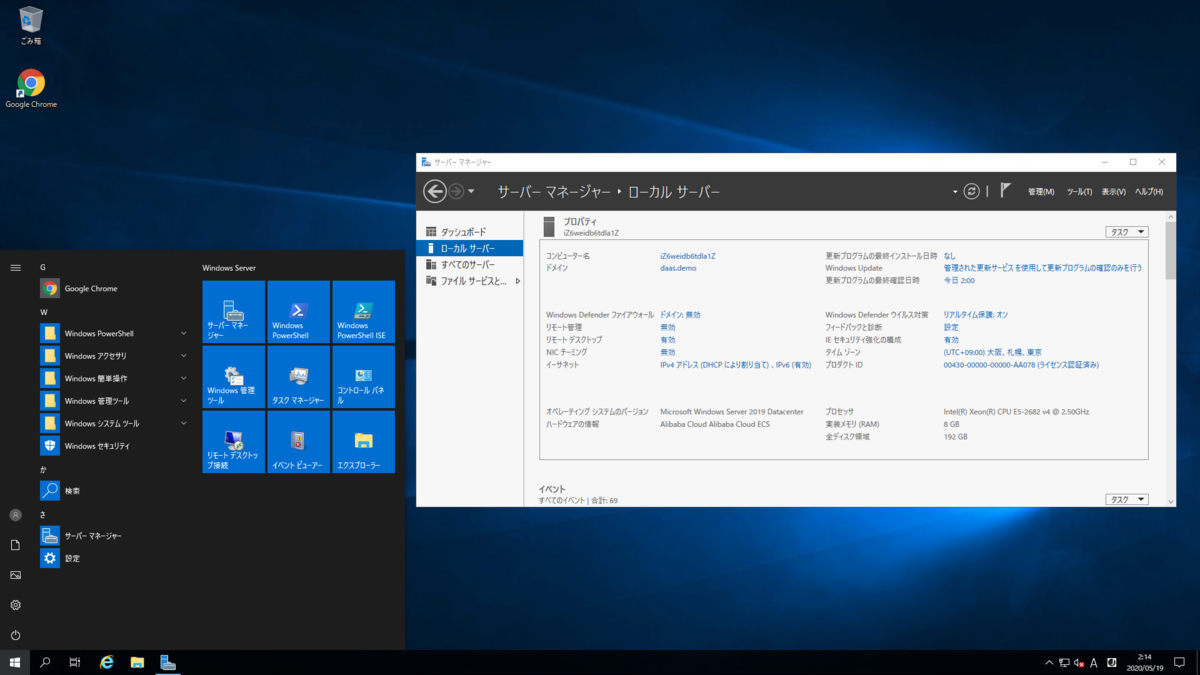 ごみ箱
Google Chrome
サーバー マネージャー
サーバー マネージャー ・ ローカル サーバー
管理(M)
ツール(T)
表示(V)
ヘルプ(H)
ダッシュボード
ローカル サーバー
すべてのサーバー
ファイル サービスと...
プロパティ
iZ6weidb6tdla1Z
タスク
コンピューター名 iZ6weidb6tdla1Z
ドメイン daas.demo
更新プログラムの最終インストール日時 なし
Windows Update 管理された更新サービスを使用して更新プログラムの確認のみを行う
更新プログラムの最終確認日時 今日 2:00
Windows Defender ファイアウォール ドメイン: 無効
リモート管理 無効
リモート デスクトップ 有効
NIC チーミング 無効
イーサネット IPv4 アドレス (DHCP により割り当て)、IPv6 (有効)
Windows Defender ウイルス対策 リアルタイム保護: オン
フィードバックと診断 設定
IE セキュリティ強化の構成 有効
タイム ゾーン (UTC+09:00) 大阪、札幌、東京
プロダクト ID 00430-00000-00000-AA078 (ライセンス認証済み)
オペレーティング システムのバージョン Microsoft Windows Server 2019 Datacenter
ハードウェアの情報 Alibaba Cloud Alibaba Cloud ECS
プロセッサ Intel(R) Xeon(R) CPU E5-2682 v4 @ 2.50GHz
実装メモリ (RAM) 8 GB
全ディスク領域 192 GB
イベント
すべてのイベント | 合計: 69
タスク
G
Google Chrome
W
Windows PowerShell
Windows アクセサリ
Windows 簡単操作
Windows 管理ツール
Windows システム ツール
Windows セキュリティ
か
検索
さ
サーバー マネージャー
設定
Windows Server
サーバー マネージャー
Windows PowerShell
Windows PowerShell ISE
Windows 管理ツール
タスク マネージャー
コントロール パネル
リモート デスクトップ接続
イベント ビューアー
エクスプローラー
A
2:14
2020/05/19